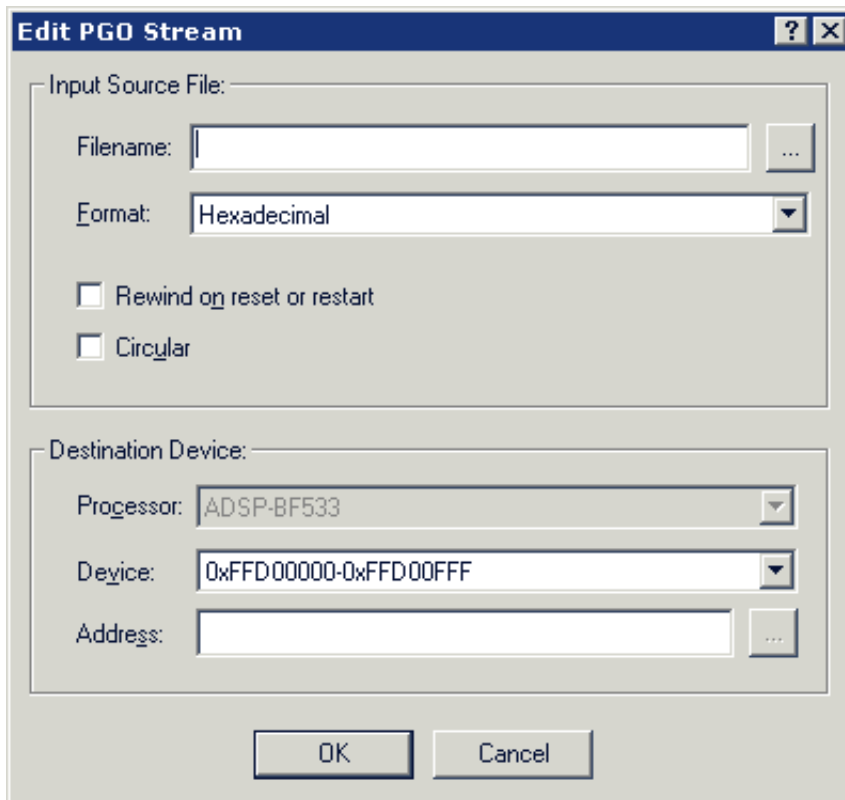 Edit PGO Stream
?
Input Source File:
Filename:
...
Format:
Hexadecimal
Rewind on reset or restart
Circular
Destination Device:
Processor:
ADSP-BF533
Device:
0xFFD00000-0xFFD00FFF
Address:
...
OK
Cancel